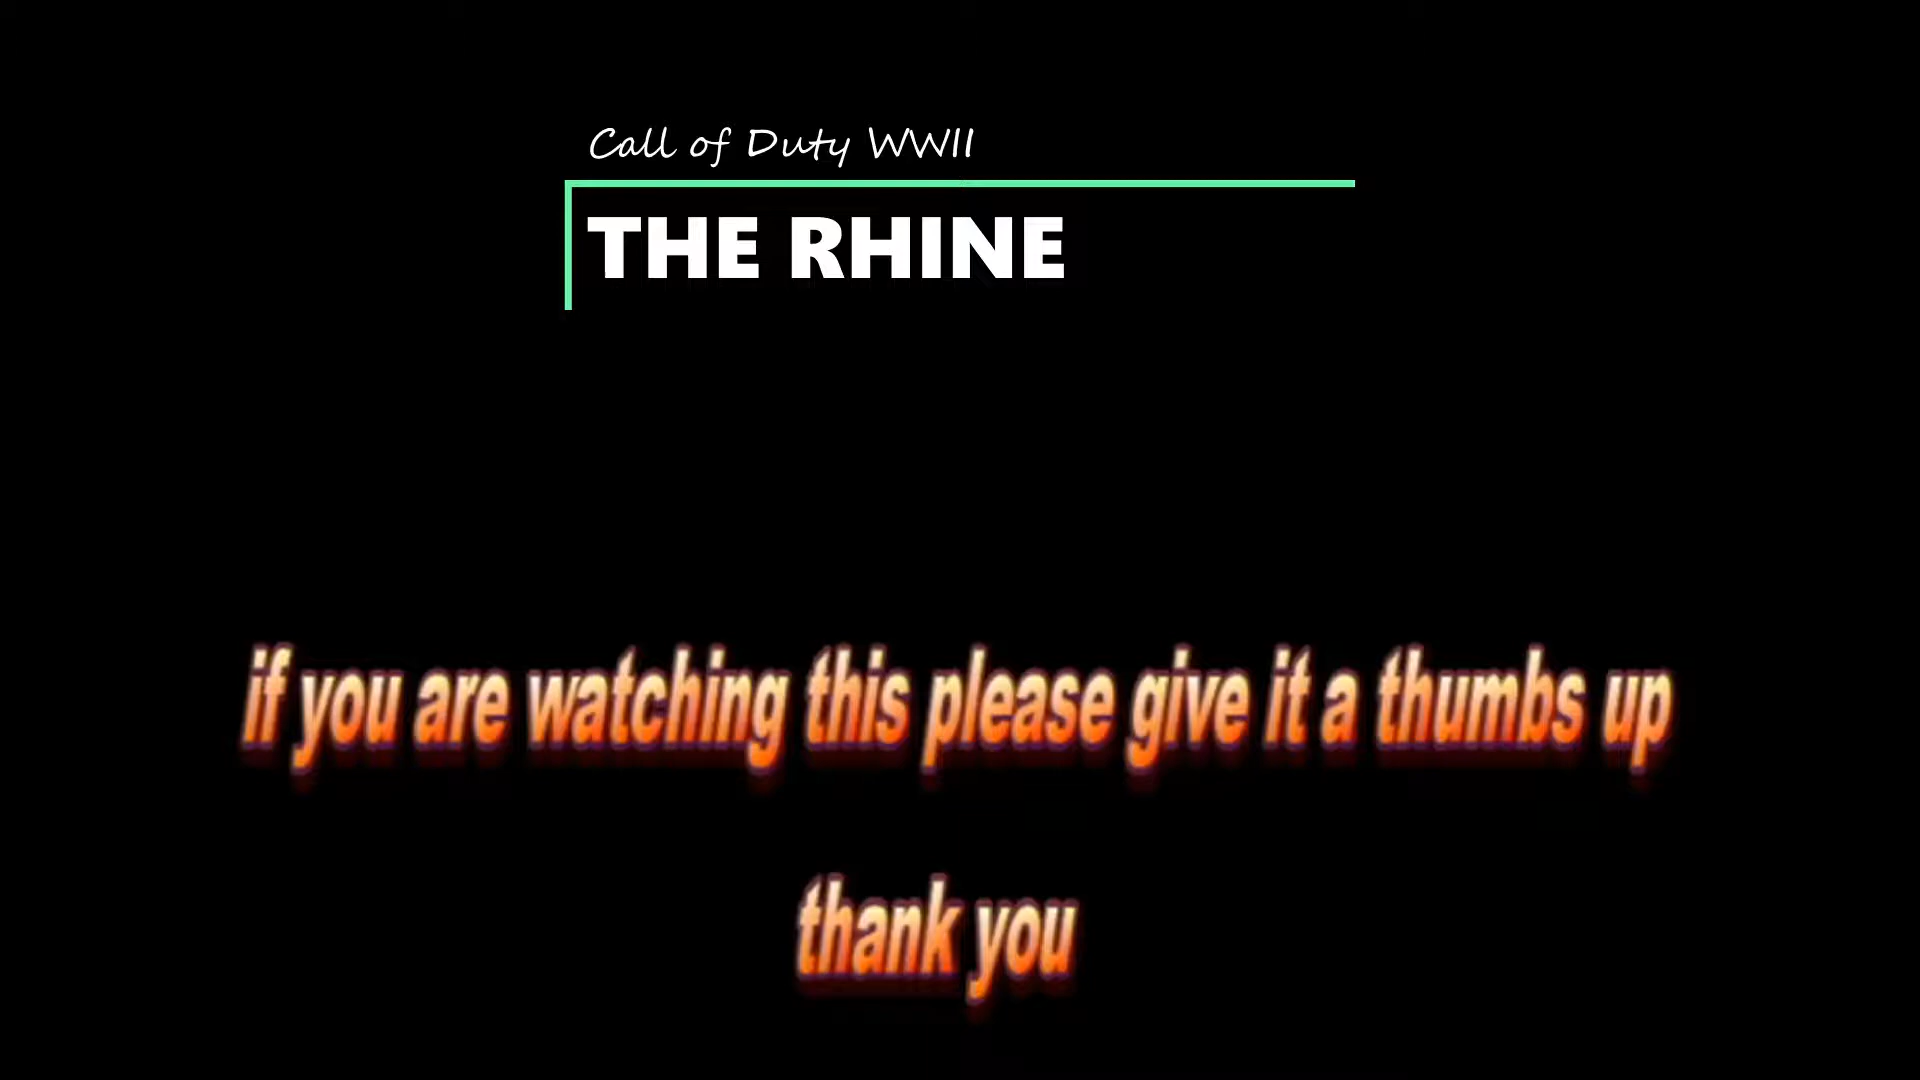 Call of Duty WWII
THE RHINE
if you are watching this please give it a thumbs up
thank you